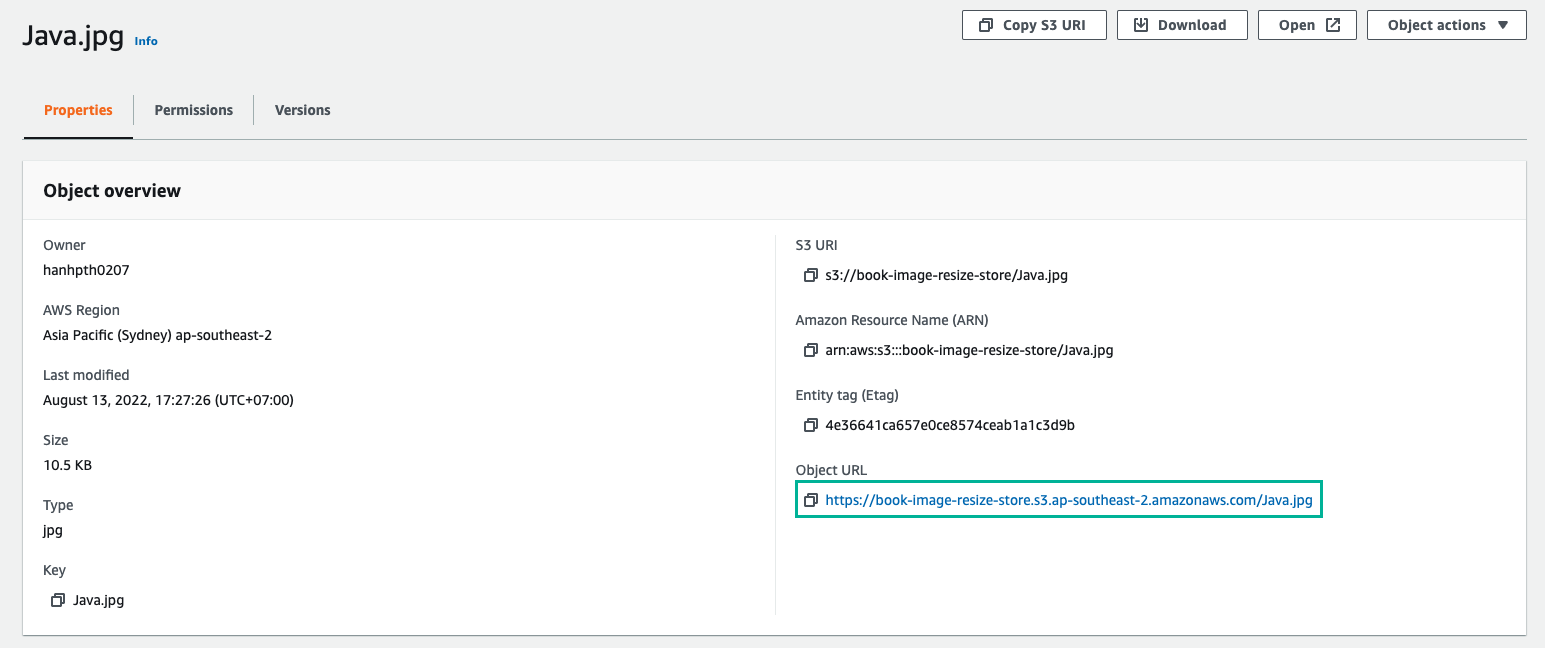 Java.jpg Info
Copy S3 URI
Download
Open
Object actions
Properties
Permissions
Versions
Object overview
Owner
hanhpth0207
AWS Region
Asia Pacific (Sydney) ap-southeast-2
Last modified
August 13, 2022, 17:27:26 (UTC+07:00)
Size
10.5 KB
Type
jpg
Key
Java.jpg
S3 URI
s3://book-image-resize-store/Java.jpg
Amazon Resource Name (ARN)
arn:aws:s3:::book-image-resize-store/Java.jpg
Entity tag (Etag)
4e36641ca657e0ce8574ceab1a1c3d9b
Object URL
https://book-image-resize-store.s3.ap-southeast-2.amazonaws.com/Java.jpg